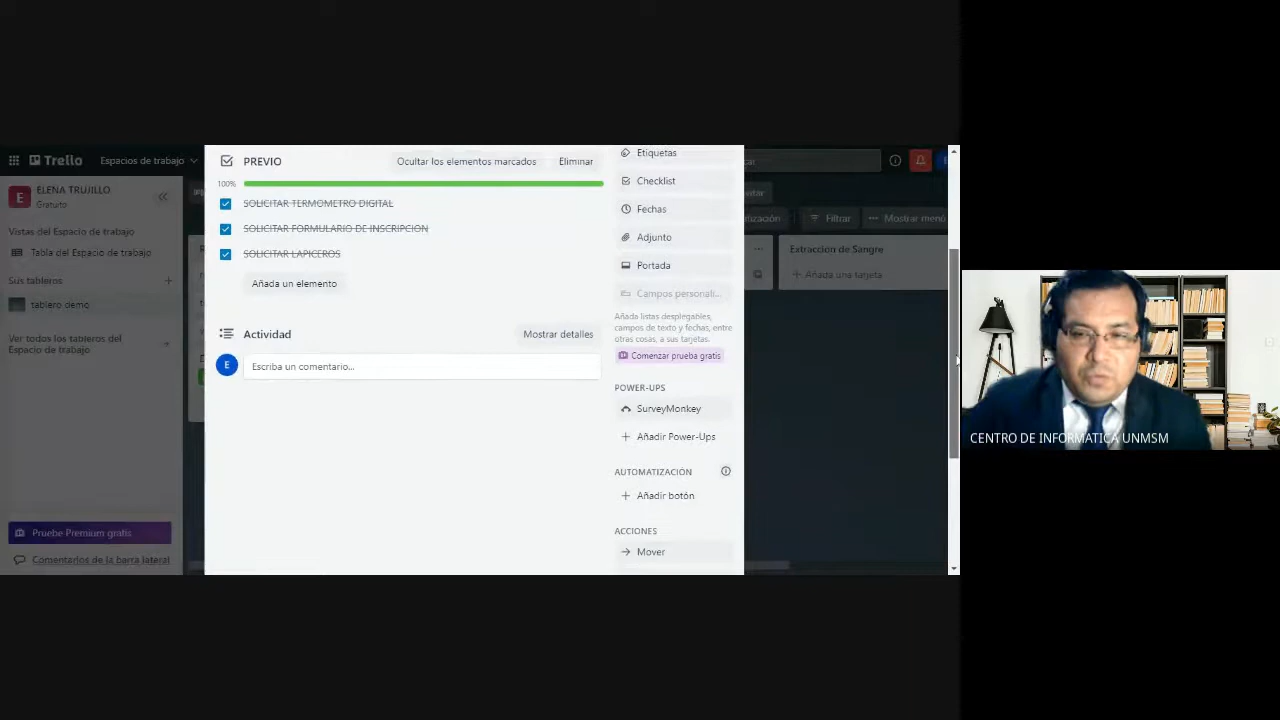 Trello
Espacios de trabajo
E
ELENA TRUJILLO
Gratuito
Vistas del Espacio de trabajo
Tabla del Espacio de trabajo
Sus tableros
tablero demo
Ver todos los tableros del
Espacio de trabajo
Pruebe Premium gratis
Comentarios de la barra lateral
PREVIO
Ocultar los elementos marcados
Eliminar
100%
SOLICITAR TERMOMETRO DIGITAL
SOLICITAR FORMULARIO DE INSCRIPCION
SOLICITAR LAPICEROS
Añada un elemento
Actividad
Mostrar detalles
E
Escriba un comentario...
Etiquetas
Checklist
Fechas
Adjunto
Portada
Campos personali...
Añada listas desplegables,
campos de texto y fechas, entre
otras cosas, a sus tarjetas.
Comenzar prueba gratis
POWER-UPS
SurveyMonkey
Añadir Power-Ups
AUTOMATIZACIÓN
Añadir botón
ACCIONES
Mover
Filtrar
Mostrar menú
Extraccion de Sangre
Añada una tarjeta
CENTRO DE INFORMATICA UNMSM